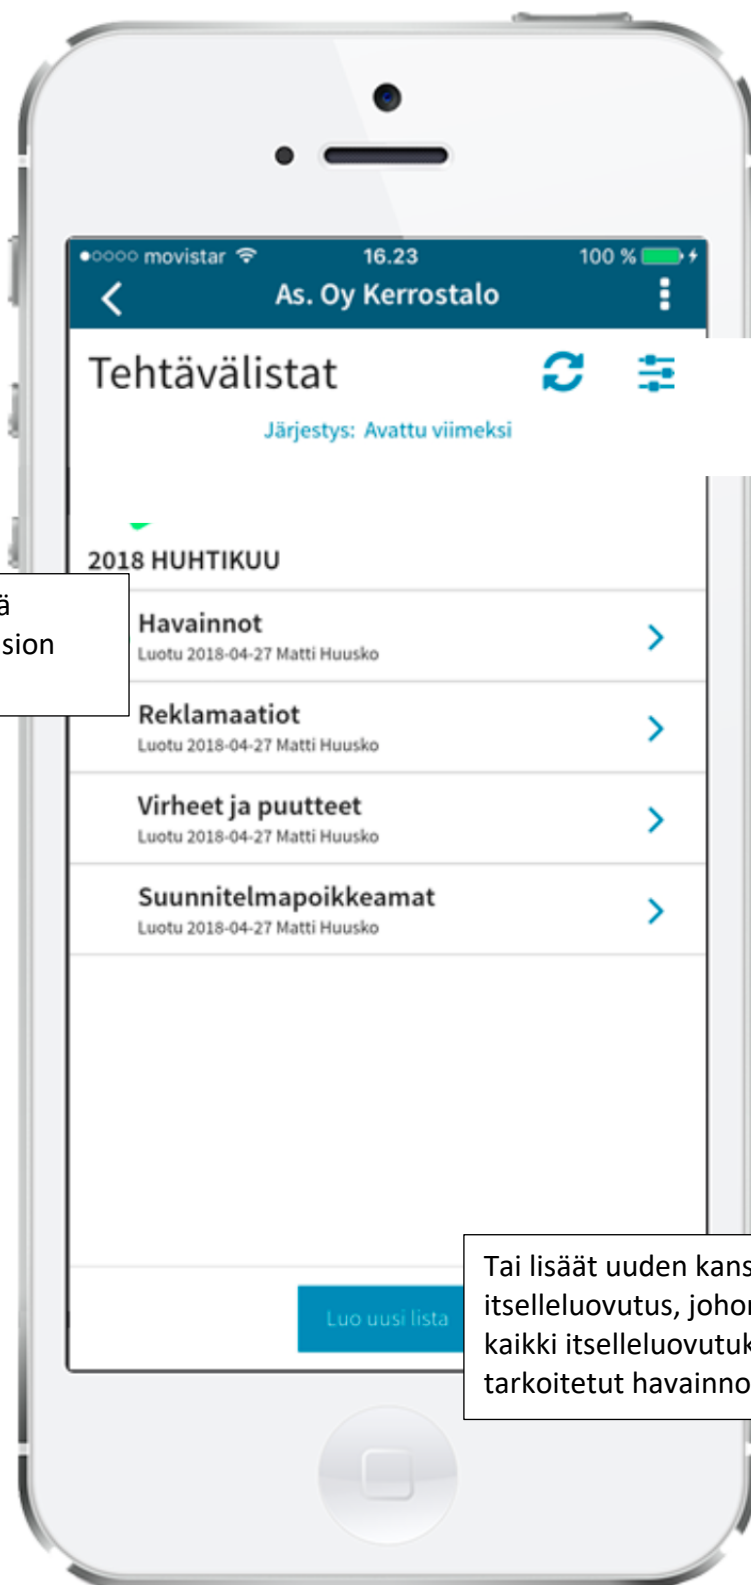 movistar 16.23 100 %
As. Oy Kerrostalo
Tehtävälistat
Järjestys: Avattu viimeksi
2018 HUHTIKUU
Havainnot
Luotu 2018-04-27 Matti Huusko
Reklamaatiot
Luotu 2018-04-27 Matti Huusko
Virheet ja puutteet
Luotu 2018-04-27 Matti Huusko
Suunnitelmapoikkeamat
Luotu 2018-04-27 Matti Huusko
Luo uusi lista
ä
sion
Tai lisäät uuden kans
itselleluovutus, joho
kaikki itselleluovutuk
tarkoitetut havainno